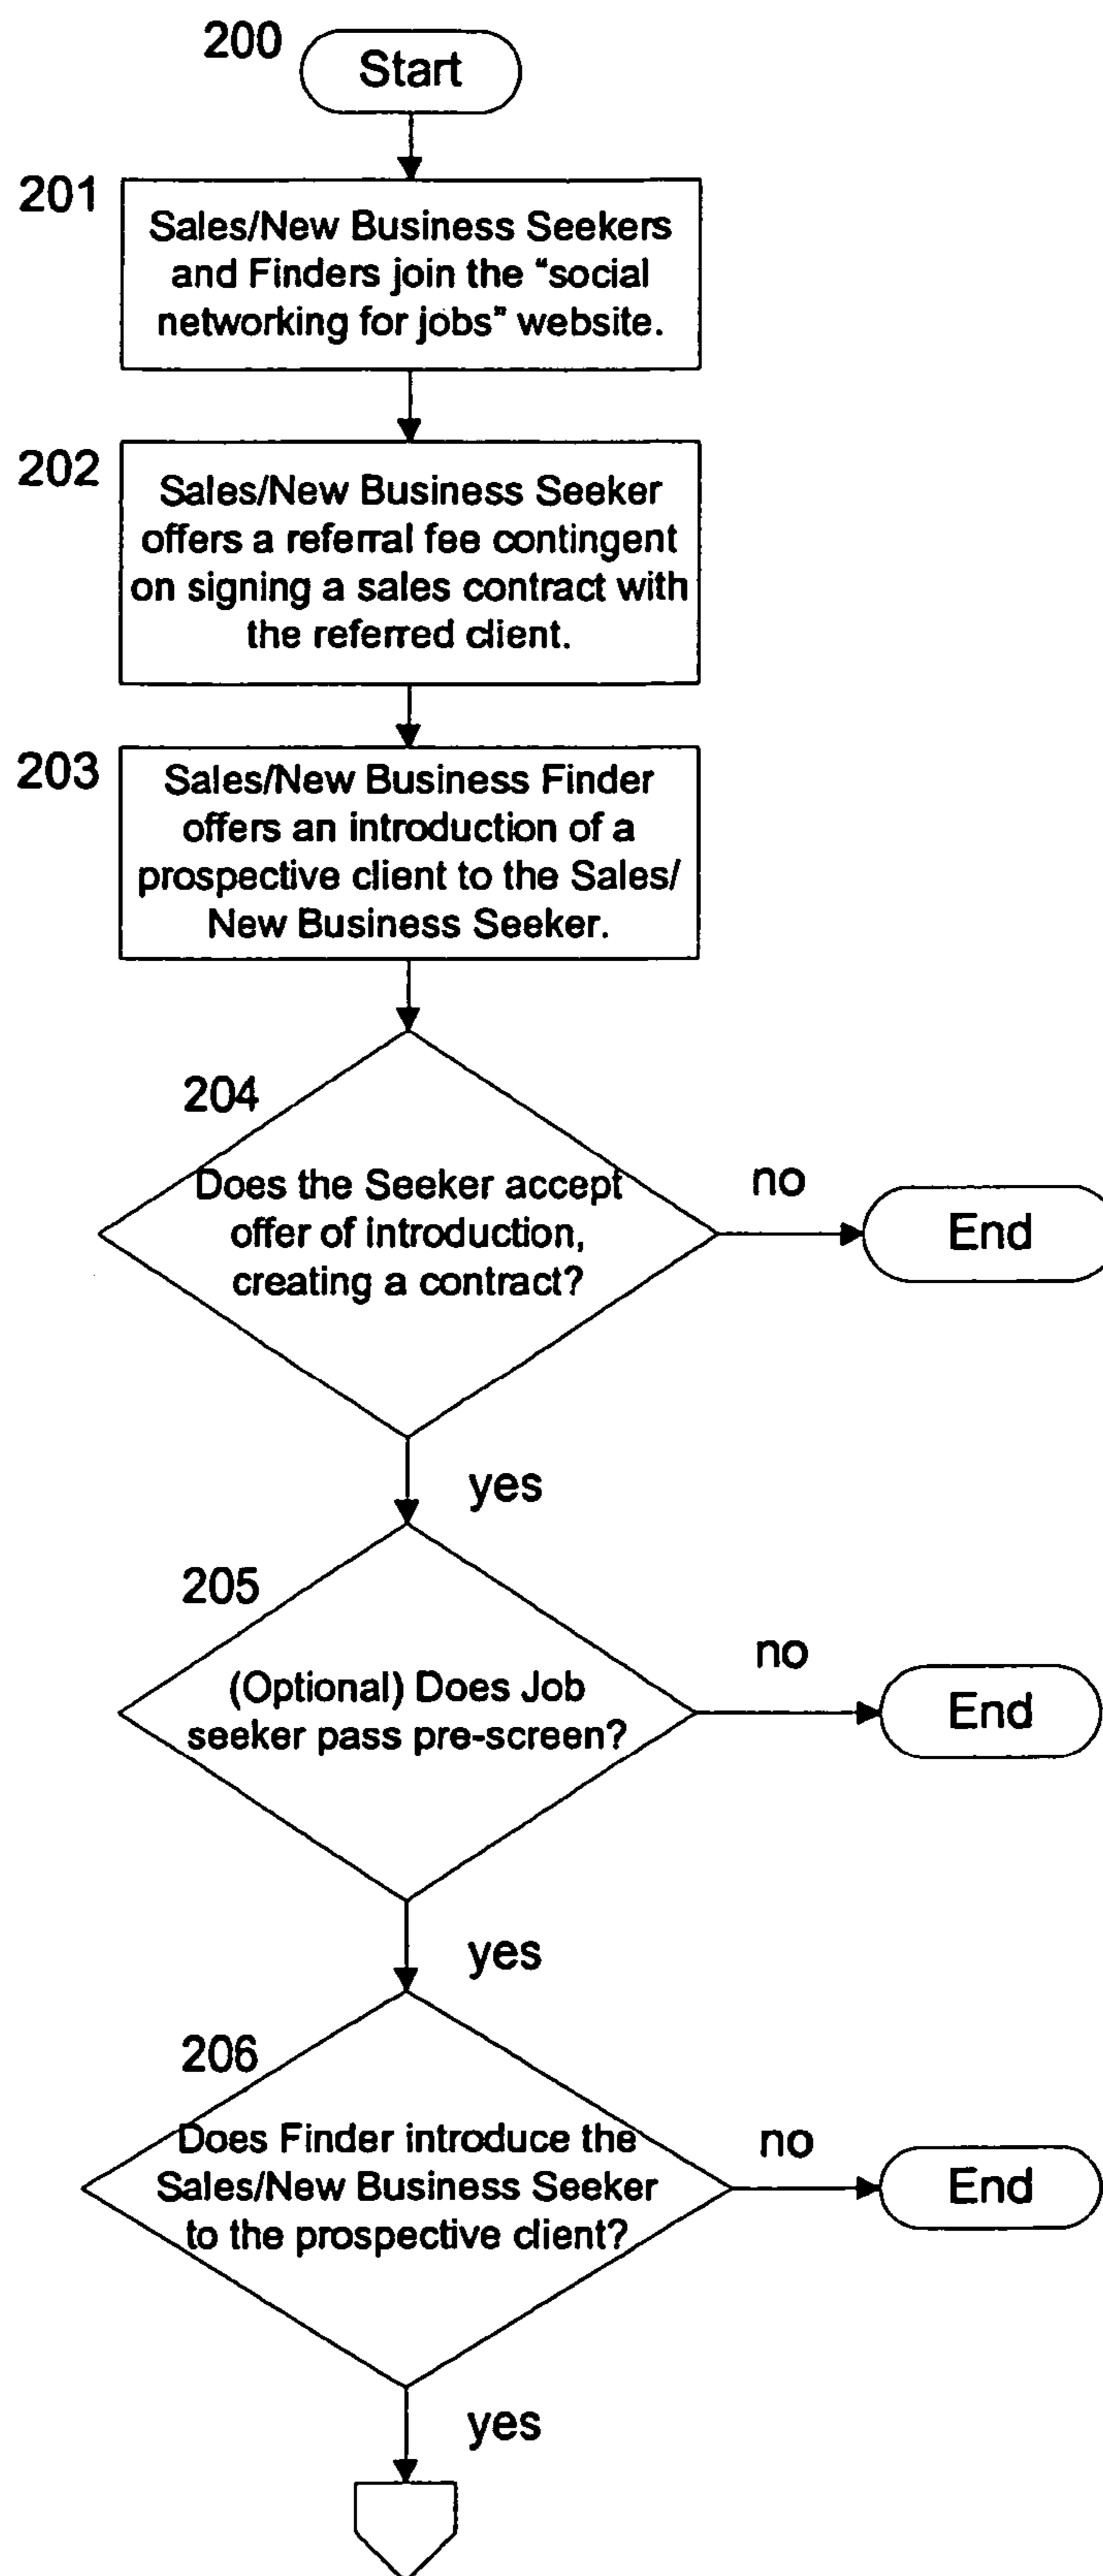 200
Start
201
Sales/New Business Seekers
and Finders join the "social
networking for jobs" website.
202
Sales/New Business Seeker
offers a referral fee contingent
on signing a sales contract with
the referred client.
203
Sales/New Business Finder
offers an introduction of a
prospective client to the Sales/
New Business Seeker.
204
Does the Seeker accept
offer of introduction,
creating a contract?
no
End
yes
205
(Optional) Does Job
seeker pass pre-screen?
no
End
yes
206
Does Finder introduce the
Sales/New Business Seeker
to the prospective client?
no
End
yes